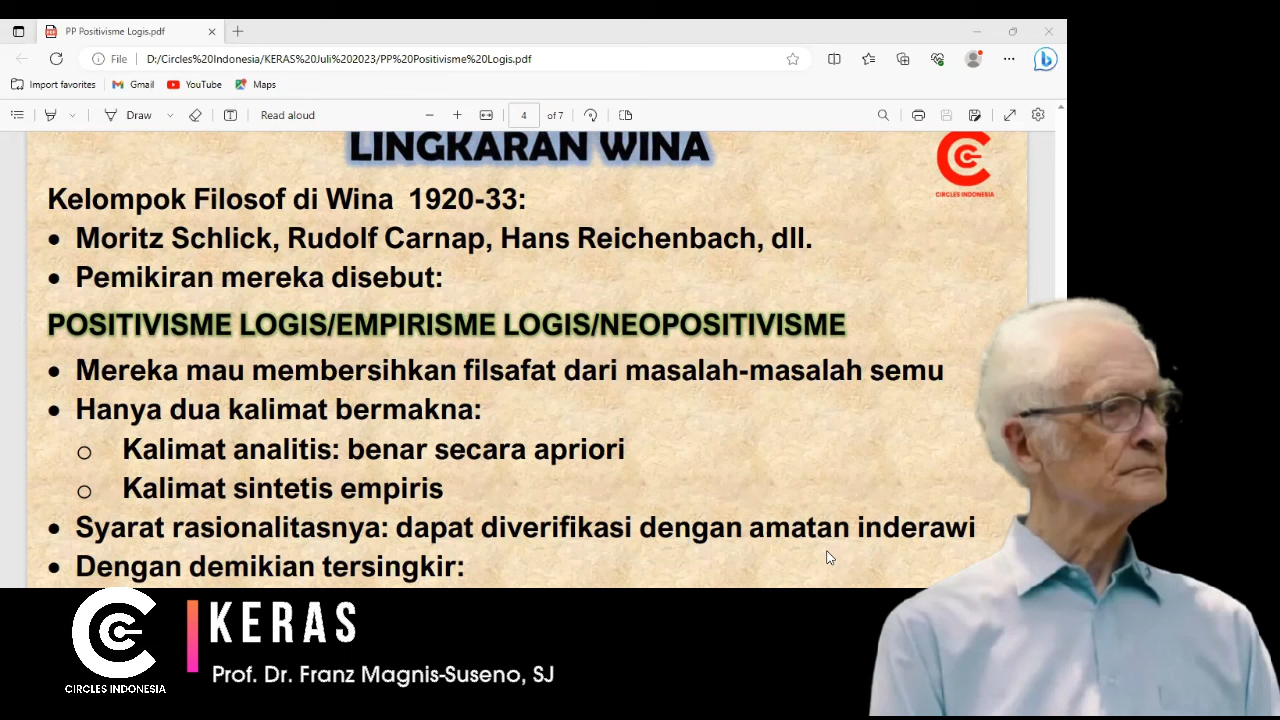 PP Positivisme Logis.pdf
File
D:/Circles%20Indonesia/KERAS%20Juli%202023/PP%20Positivisme%20Logis.pdf
Import favorites
Gmail
YouTube
Maps
Draw
Read aloud
4
of 7
LINGKARAN WINA
CIRCLES INDONESIA
Kelompok Filosof di Wina 1920-33:
• Moritz Schlick, Rudolf Carnap, Hans Reichenbach, dll.
• Pemikiran mereka disebut:
POSITIVISME LOGIS/EMPIRISME LOGIS/NEOPOSITIVISME
• Mereka mau membersihkan filsafat dari masalah-masalah semu
• Hanya dua kalimat bermakna:
o Kalimat analitis: benar secara apriori
o Kalimat sintetis empiris
• Syarat rasionalitasnya: dapat diverifikasi dengan amatan inderawi
• Dengan demikian tersingkir:
KERAS
Prof. Dr. Franz Magnis-Suseno, SJ
CIRCLES INDONESIA